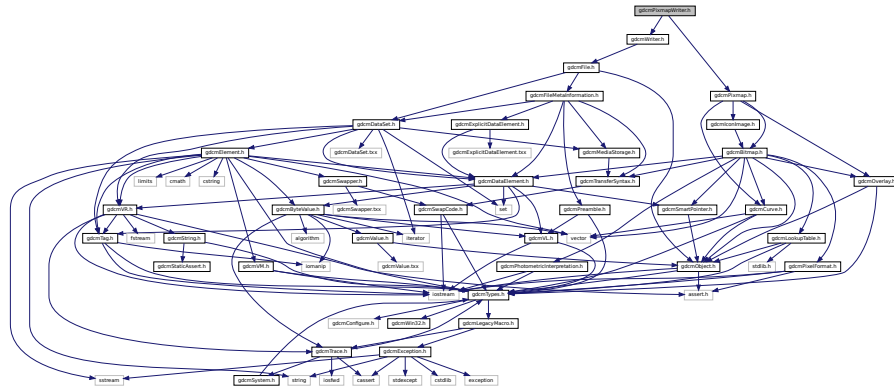 gdcmPixmapWriter.h
gdcmWriter.h
gdcmFile.h
gdcmFileMetaInformation.h
gdcmPixmap.h
gdcmDataSet.h
gdcmExplicitDataElement.h
gdcmIconImage.h
gdcmElement.h
gdcmDataSet.txx
gdcmExplicitDataElement.txx
gdcmMediaStorage.h
gdcmBitmap.h
limits
cmath
cstring
gdcmSwapper.h
gdcmDataElement.h
gdcmTransferSyntax.h
gdcmOverlay.h
gdcmVR.h
gdcmByteValue.h
gdcmSwapper.txx
gdcmSwapCode.h
set
gdcmPreamble.h
gdcmSmartPointer.h
gdcmCurve.h
gdcmTag.h
fstream
gdcmString.h
algorithm
gdcmValue.h
iterator
gdcmVL.h
vector
gdcmLookupTable.h
gdcmStaticAssert.h
gdcmVM.h
iomanip
gdcmValue.txx
gdcmPhotometricInterpretation.h
gdcmObject.h
stdlib.h
gdcmPixelFormat.h
iostream
gdcmTypes.h
assert.h
gdcmConfigure.h
gdcmWin32.h
gdcmLegacyMacro.h
gdcmTrace.h
gdcmException.h
sstream
gdcmSystem.h
string
iosfwd
cassert
stdexcept
cstdlib
exception